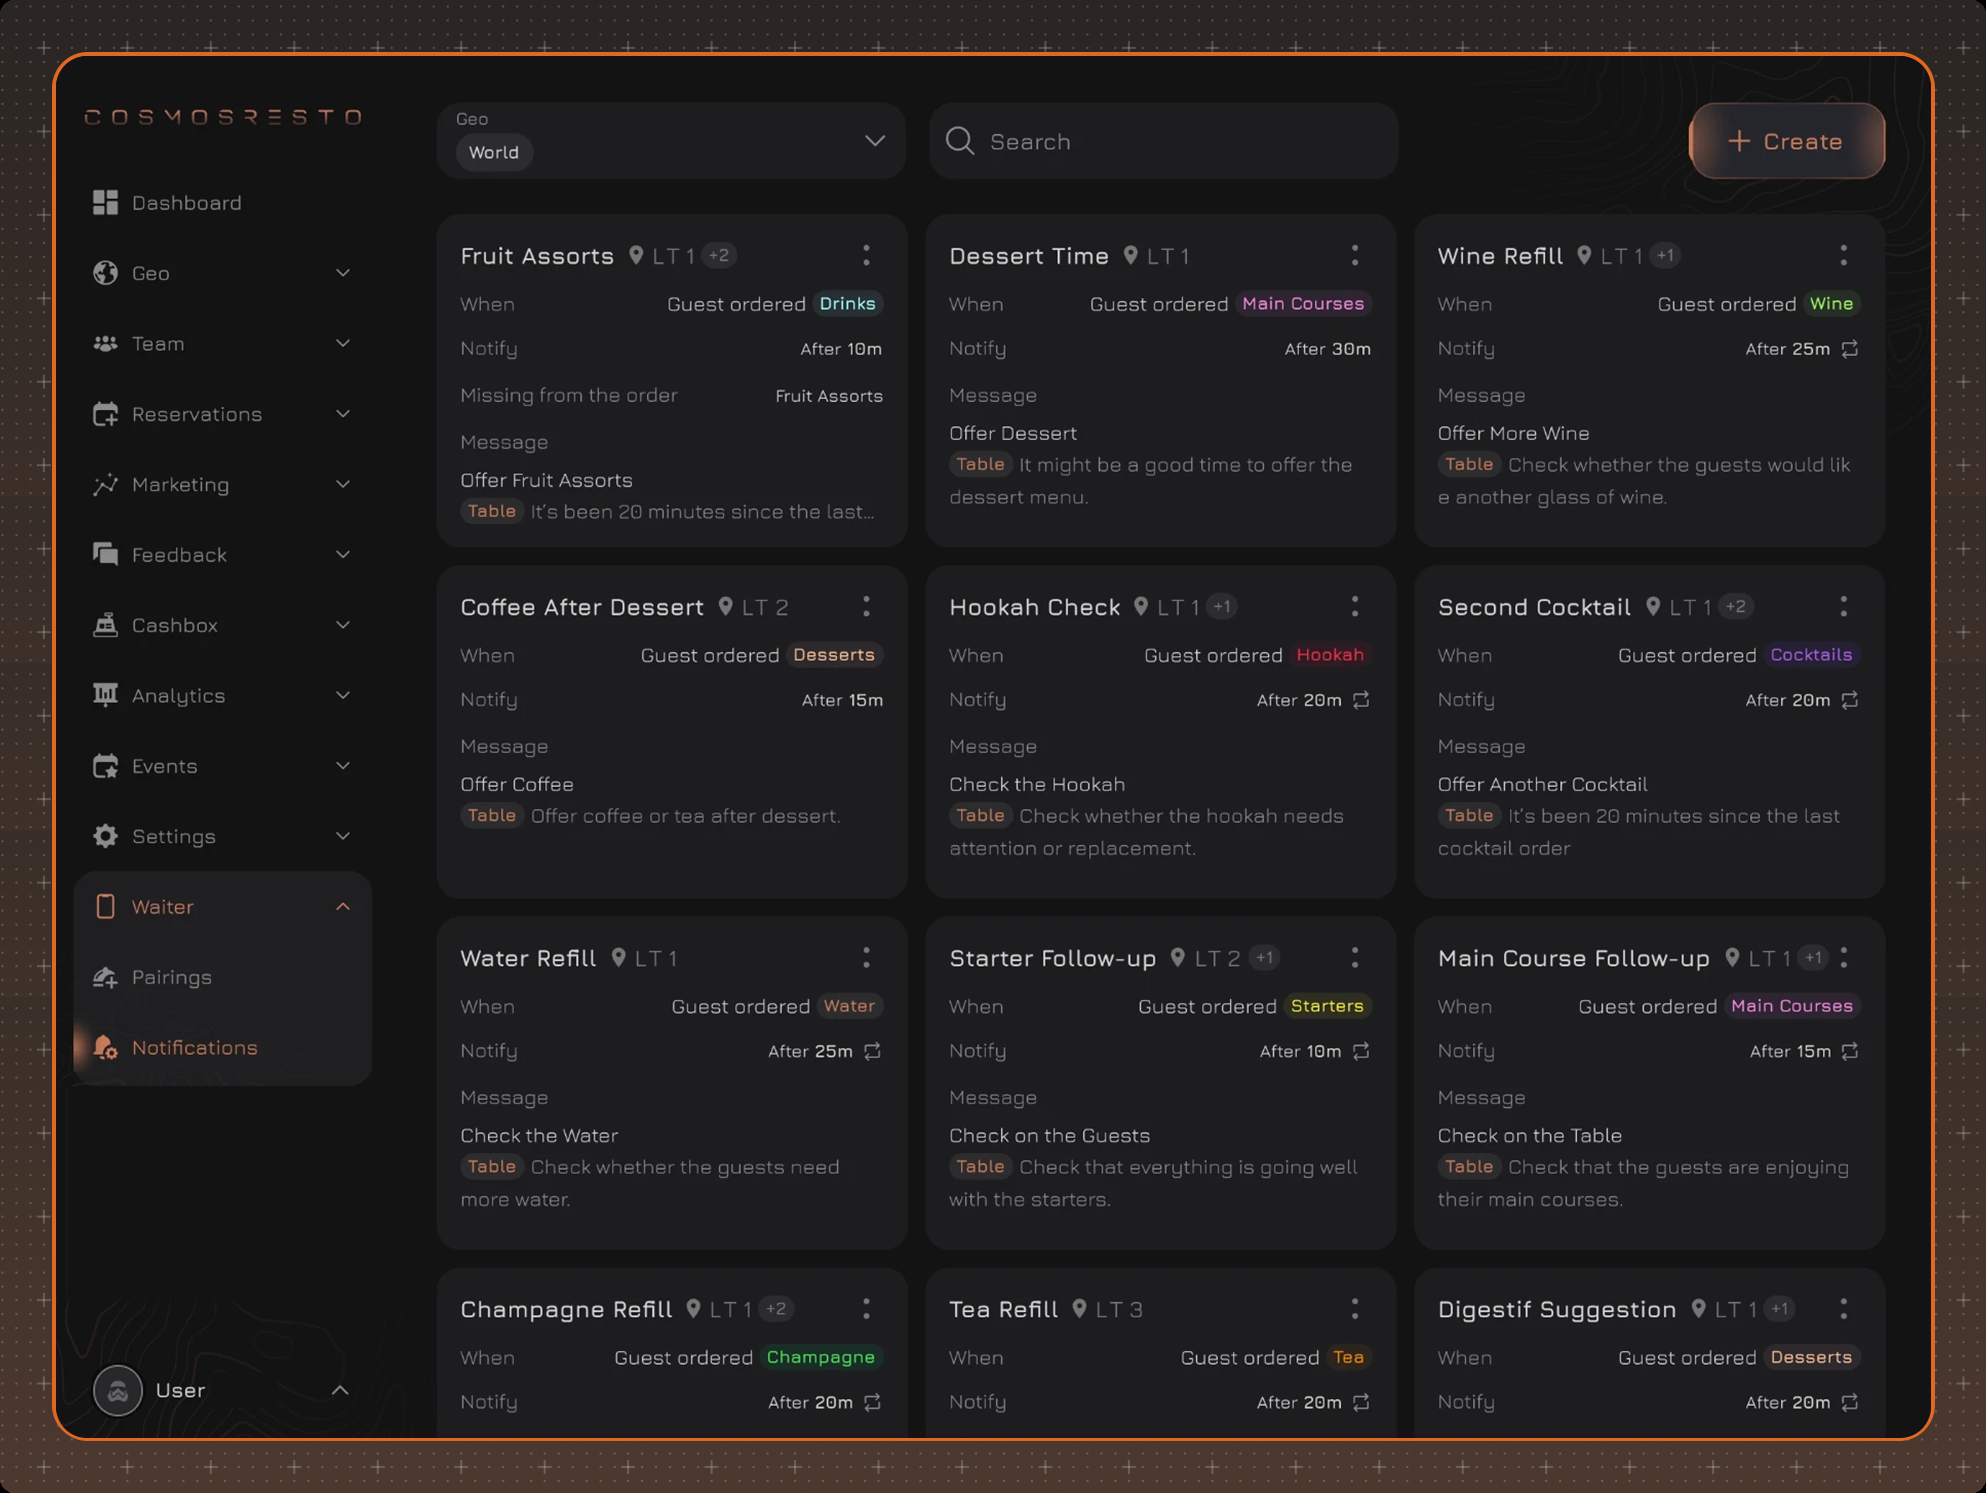 COSMOSRESTO
Dashboard
Geo
Team
Reservations
Marketing
Feedback
Cashbox
Analytics
Events
Settings
Waiter
Pairings
Notifications
User
Geo
World
Search
+ Create
Fruit Assorts LT 1 +2
When Guest ordered Drinks
Notify After 10m
Missing from the order Fruit Assorts
Message
Offer Fruit Assorts
Table It's been 20 minutes since the last...
Dessert Time LT 1
When Guest ordered Main Courses
Notify After 30m
Message
Offer Dessert
Table It might be a good time to offer the
dessert menu.
Wine Refill LT 1 +1
When Guest ordered Wine
Notify After 25m
Message
Offer More Wine
Table Check whether the guests would lik
e another glass of wine.
Coffee After Dessert LT 2
When Guest ordered Desserts
Notify After 15m
Message
Offer Coffee
Table Offer coffee or tea after dessert.
Hookah Check LT 1 +1
When Guest ordered Hookah
Notify After 20m
Message
Check the Hookah
Table Check whether the hookah needs
attention or replacement.
Second Cocktail LT 1 +2
When Guest ordered Cocktails
Notify After 20m
Message
Offer Another Cocktail
Table It's been 20 minutes since the last
cocktail order
Water Refill LT 1
When Guest ordered Water
Notify After 25m
Message
Check the Water
Table Check whether the guests need
more water.
Starter Follow-up LT 2 +1
When Guest ordered Starters
Notify After 10m
Message
Check on the Guests
Table Check that everything is going well
with the starters.
Main Course Follow-up LT 1 +1
When Guest ordered Main Courses
Notify After 15m
Message
Check on the Table
Table Check that the guests are enjoying
their main courses.
Champagne Refill LT 1 +2
When Guest ordered Champagne
Notify After 20m
Tea Refill LT 3
When Guest ordered Tea
Notify After 20m
Digestif Suggestion LT 1 +1
When Guest ordered Desserts
Notify After 20m